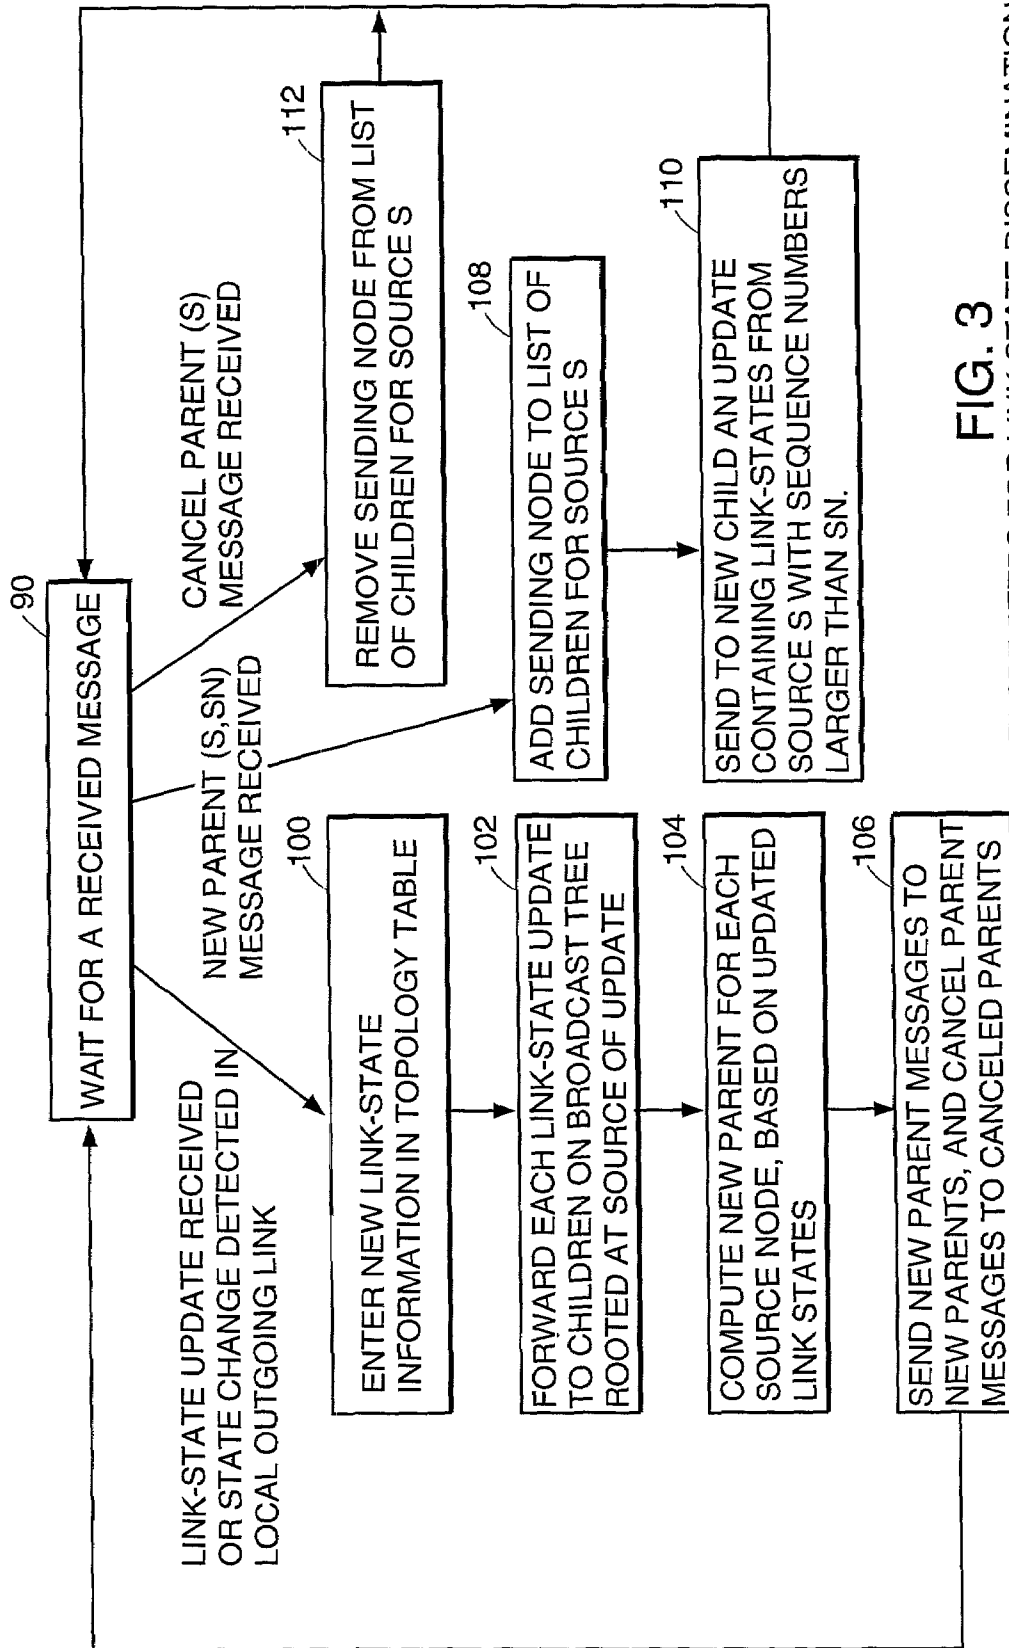 90
WAIT FOR A RECEIVED MESSAGE
LINK-STATE UPDATE RECEIVED
OR STATE CHANGE DETECTED IN
LOCAL OUTGOING LINK
NEW PARENT (S,SN)
MESSAGE RECEIVED
CANCEL PARENT (S)
MESSAGE RECEIVED
100
ENTER NEW LINK-STATE
INFORMATION IN TOPOLOGY TABLE
102
FORWARD EACH LINK-STATE UPDATE
TO CHILDREN ON BROADCAST TREE
ROOTED AT SOURCE OF UPDATE
104
COMPUTE NEW PARENT FOR EACH
SOURCE NODE, BASED ON UPDATED
LINK STATES
106
SEND NEW PARENT MESSAGES TO
NEW PARENTS, AND CANCEL PARENT
MESSAGES TO CANCELED PARENTS
108
ADD SENDING NODE TO LIST OF
CHILDREN FOR SOURCE S
110
SEND TO NEW CHILD AN UPDATE
CONTAINING LINK-STATES FROM
SOURCE S WITH SEQUENCE NUMBERS
LARGER THAN SN.
112
REMOVE SENDING NODE FROM LIST
OF CHILDREN FOR SOURCE S
FIG. 3
LINK-STATE DISSEMINATION